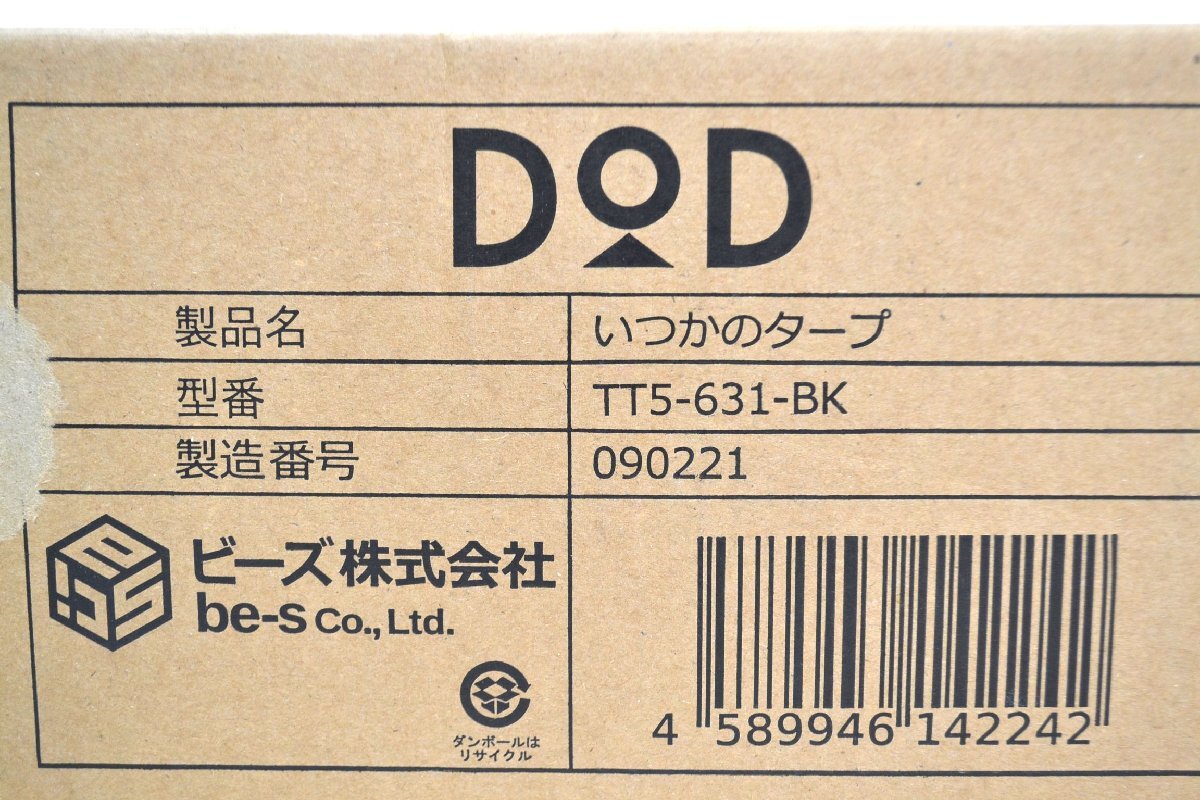 DOD
製品名 いつかのタープ
型番 TT5-631-BK
製造番号 090221
ビーズ株式会社
be-s Co., Ltd.
ダンボールは
リサイクル
4 589946 142242